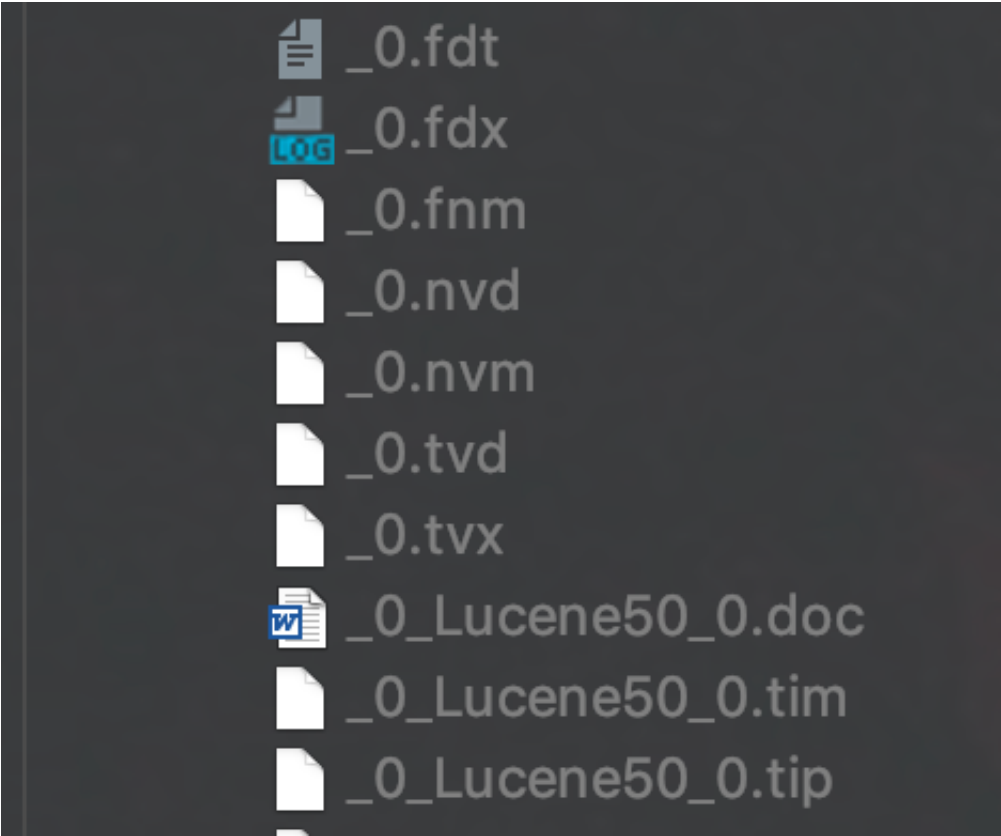 _0.fdt
LOG
_0.fdx
_0.fnm
_0.nvd
_0.nvm
_0.tvd
_0.tvx
W
_0_Lucene50_0.doc
_0_Lucene50_0.tim
_0_Lucene50_0.tip